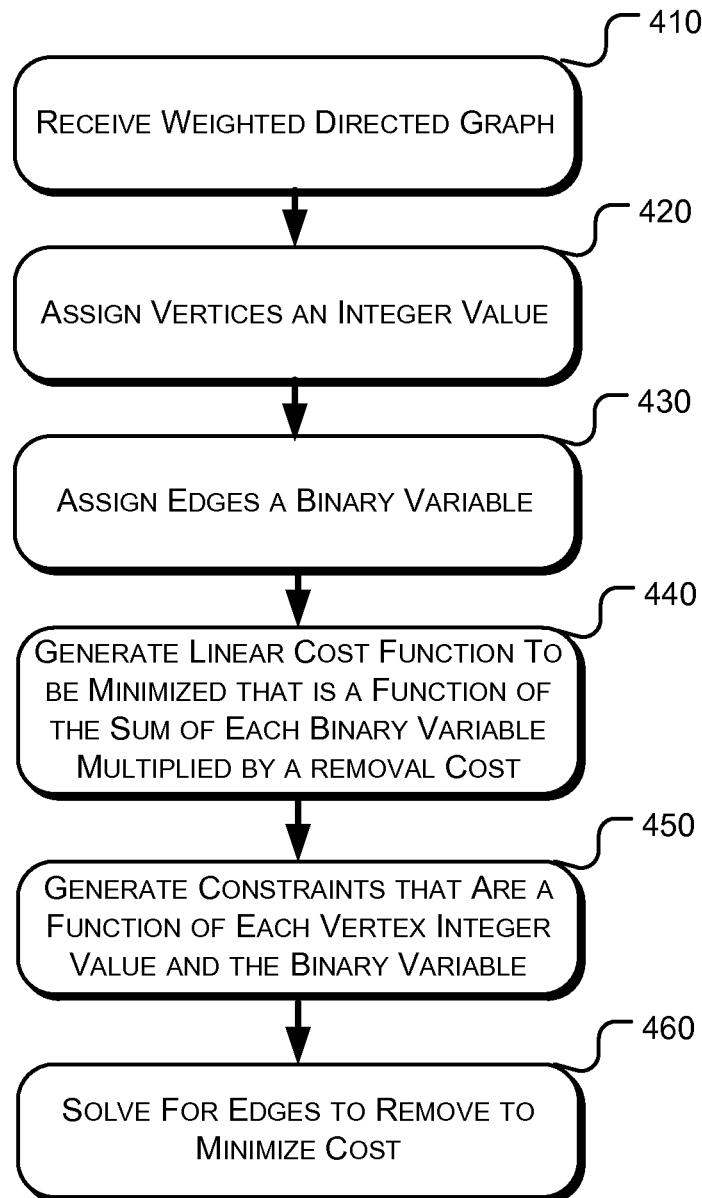 410
RECEIVE WEIGHTED DIRECTED GRAPH
420
ASSIGN VERTICES AN INTEGER VALUE
430
ASSIGN EDGES A BINARY VARIABLE
440
GENERATE LINEAR COST FUNCTION TO
BE MINIMIZED THAT IS A FUNCTION OF
THE SUM OF EACH BINARY VARIABLE
MULTIPLIED BY A REMOVAL COST
450
GENERATE CONSTRAINTS THAT ARE A
FUNCTION OF EACH VERTEX INTEGER
VALUE AND THE BINARY VARIABLE
460
SOLVE FOR EDGES TO REMOVE TO
MINIMIZE COST